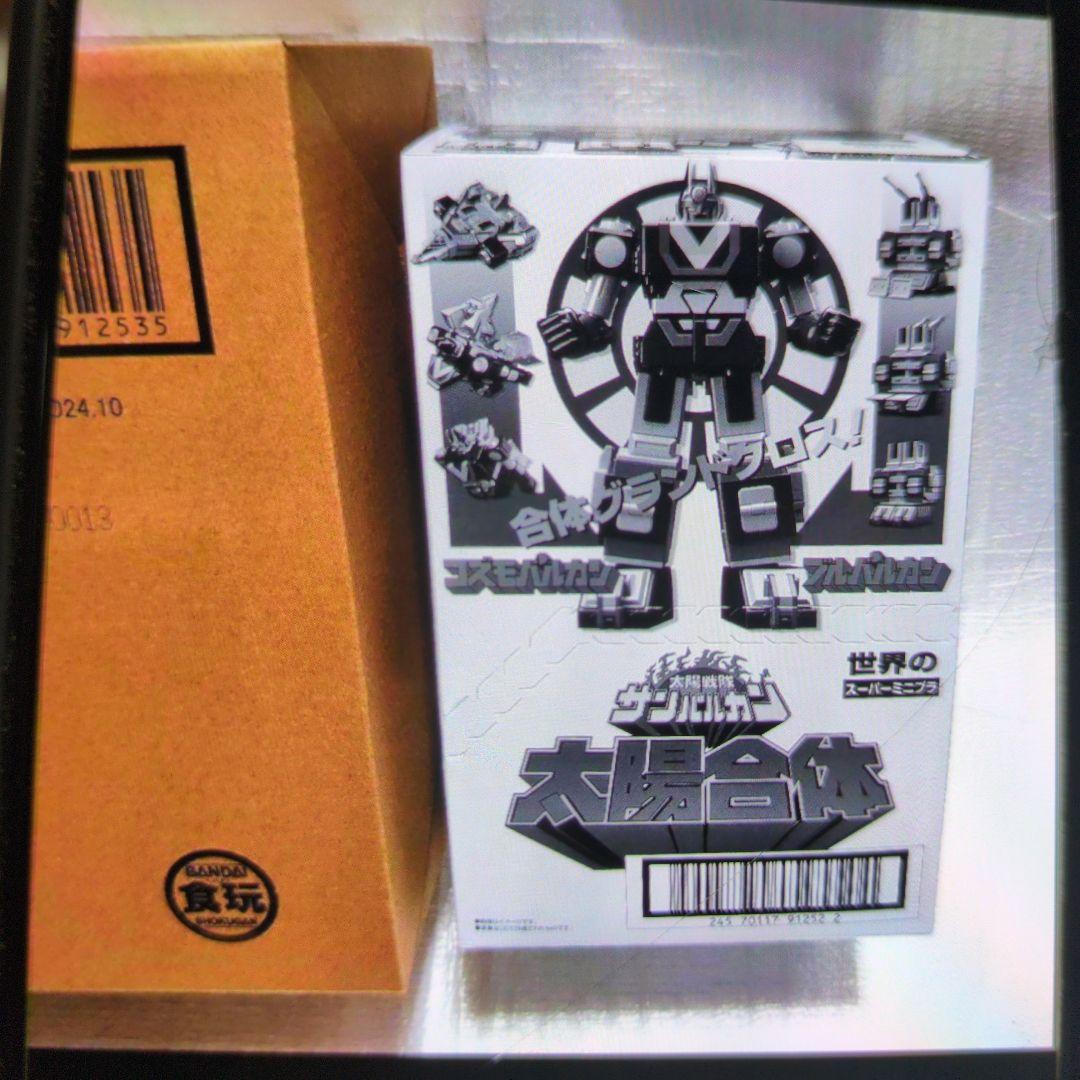 912535
024.10
0013
BANDAI
食玩
SHOKUGAN
合体グランドクロス!
コズモバルカン
ブルバルカン
太陽戦隊
サンバルカン
世界の
スーパーミニプラ
太陽合体
245 70117 91252 2